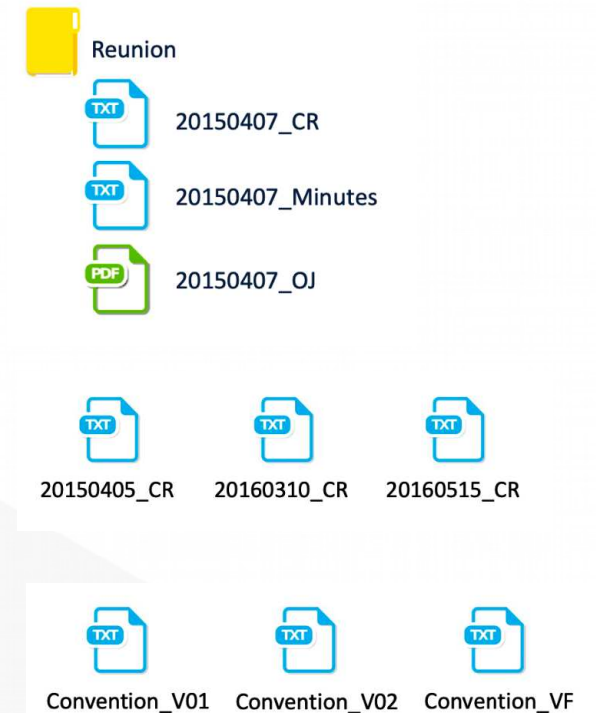 Reunion
TXT
20150407_CR
TXT
20150407_Minutes
PDF
20150407_OJ
TXT TXT TXT
20150405_CR 20160310_CR 20160515_CR
TXT TXT TXT
Convention_V01 Convention_V02 Convention_VF